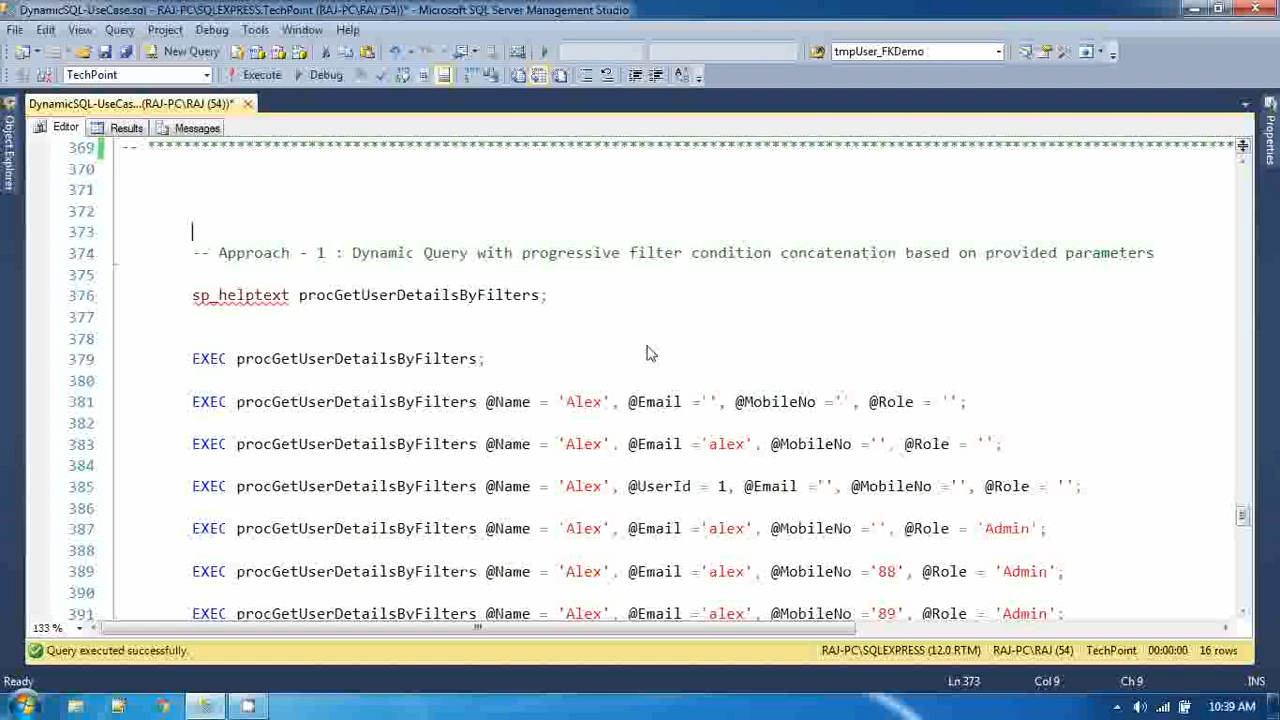 DynamicSQL-UseCase.sql - RAJ-PC\SQLEXPRESS.TechPoint (RAJ-PC\RAJ (54))* - Microsoft SQL Server Management Studio
File Edit View Query Project Debug Tools Window Help
New Query tmpUser_FKDemo
TechPoint Execute Debug
DynamicSQL-UseCas...(RAJ-PC\RAJ (54))*
Editor Results Messages
Object Explorer
Properties
369 -- ****************************************************************************************************************************
370
371
372
373
374 -- Approach - 1 : Dynamic Query with progressive filter condition concatenation based on provided parameters
375
376 sp_helptext procGetUserDetailsByFilters;
377
378
379 EXEC procGetUserDetailsByFilters;
380
381 EXEC procGetUserDetailsByFilters @Name = 'Alex', @Email ='', @MobileNo ='', @Role = '';
382
383 EXEC procGetUserDetailsByFilters @Name = 'Alex', @Email ='alex', @MobileNo ='', @Role = '';
384
385 EXEC procGetUserDetailsByFilters @Name = 'Alex', @UserId = 1, @Email ='', @MobileNo ='', @Role = '';
386
387 EXEC procGetUserDetailsByFilters @Name = 'Alex', @Email ='alex', @MobileNo ='', @Role = 'Admin';
388
389 EXEC procGetUserDetailsByFilters @Name = 'Alex', @Email ='alex', @MobileNo ='88', @Role = 'Admin';
390
391 EXEC procGetUserDetailsByFilters @Name = 'Alex', @Email ='alex', @MobileNo ='89', @Role = 'Admin';
133 %
Query executed successfully. RAJ-PC\SQLEXPRESS (12.0 RTM) RAJ-PC\RAJ (54) TechPoint 00:00:00 16 rows
Ready Ln 373 Col 9 Ch 9 INS
10:39 AM